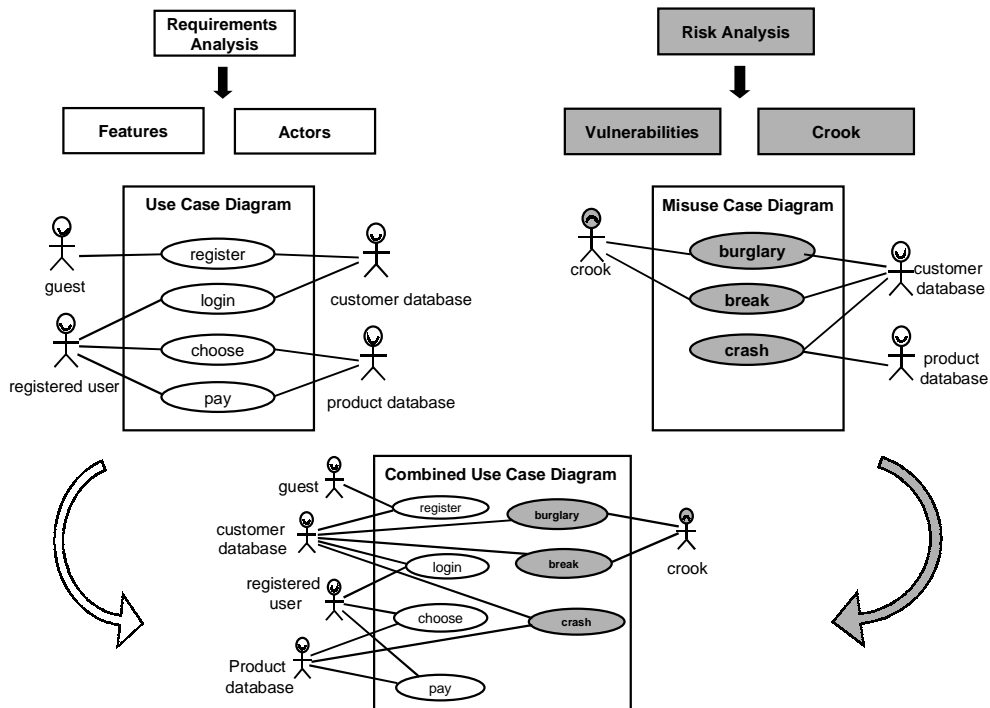 Requirements
Analysis
Risk Analysis
Features
Actors
Vulnerabilities
Crook
Use Case Diagram
guest
register
login
choose
pay
registered user
customer database
product database
Misuse Case Diagram
crook
burglary
break
crash
customer
database
product
database
Combined Use Case Diagram
guest
customer
database
registered
user
Product
database
register
login
choose
pay
burglary
break
crash
crook